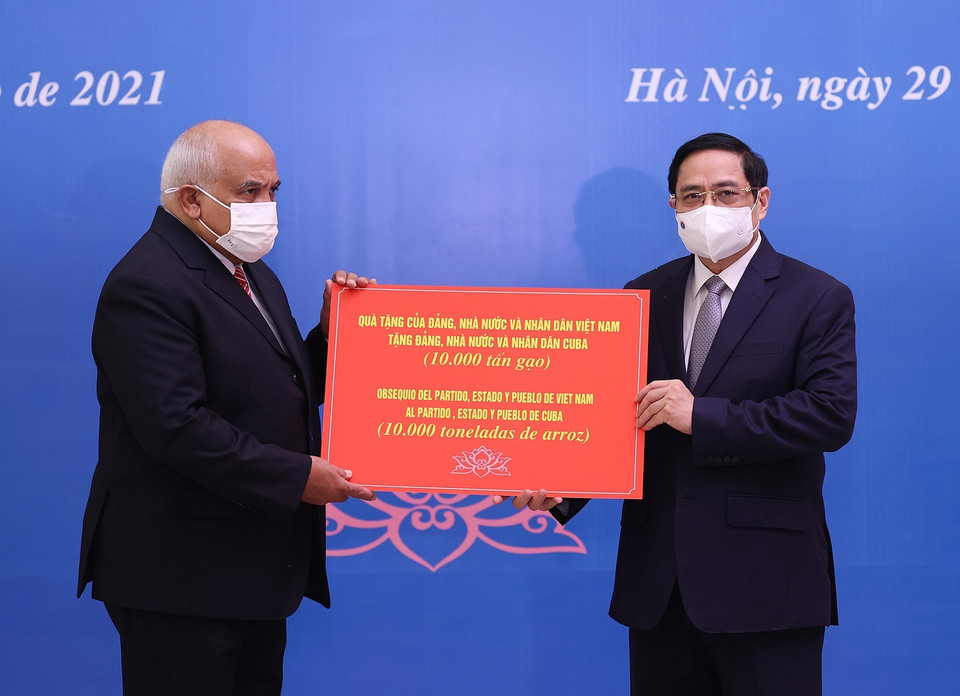 de 2021
Hà Nội, ngày 29
QUÀ TẶNG CỦA ĐẢNG, NHÀ NƯỚC VÀ NHÂN DÂN VIỆT NAM
TẶNG ĐẢNG, NHÀ NƯỚC VÀ NHÂN DÂN CUBA
(10.000 tấn gạo)
OBSEQUIO DEL PARTIDO, ESTADO Y PUEBLO DE VIET NAM
AL PARTIDO , ESTADO Y PUEBLO DE CUBA
(10.000 toneladas de arroz)